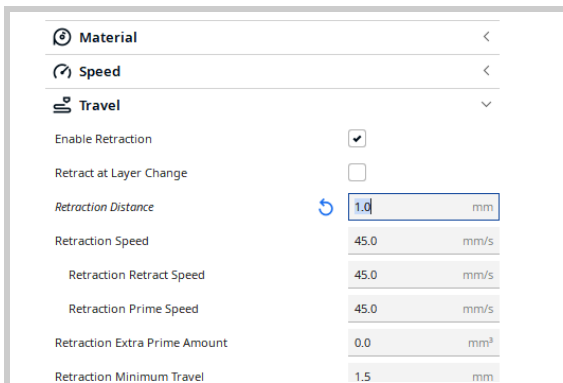 Material
Speed
Travel
Enable Retraction
Retract at Layer Change
Retraction Distance 1.0 mm
Retraction Speed 45.0 mm/s
Retraction Retract Speed 45.0 mm/s
Retraction Prime Speed 45.0 mm/s
Retraction Extra Prime Amount 0.0 mm³
Retraction Minimum Travel 1.5 mm